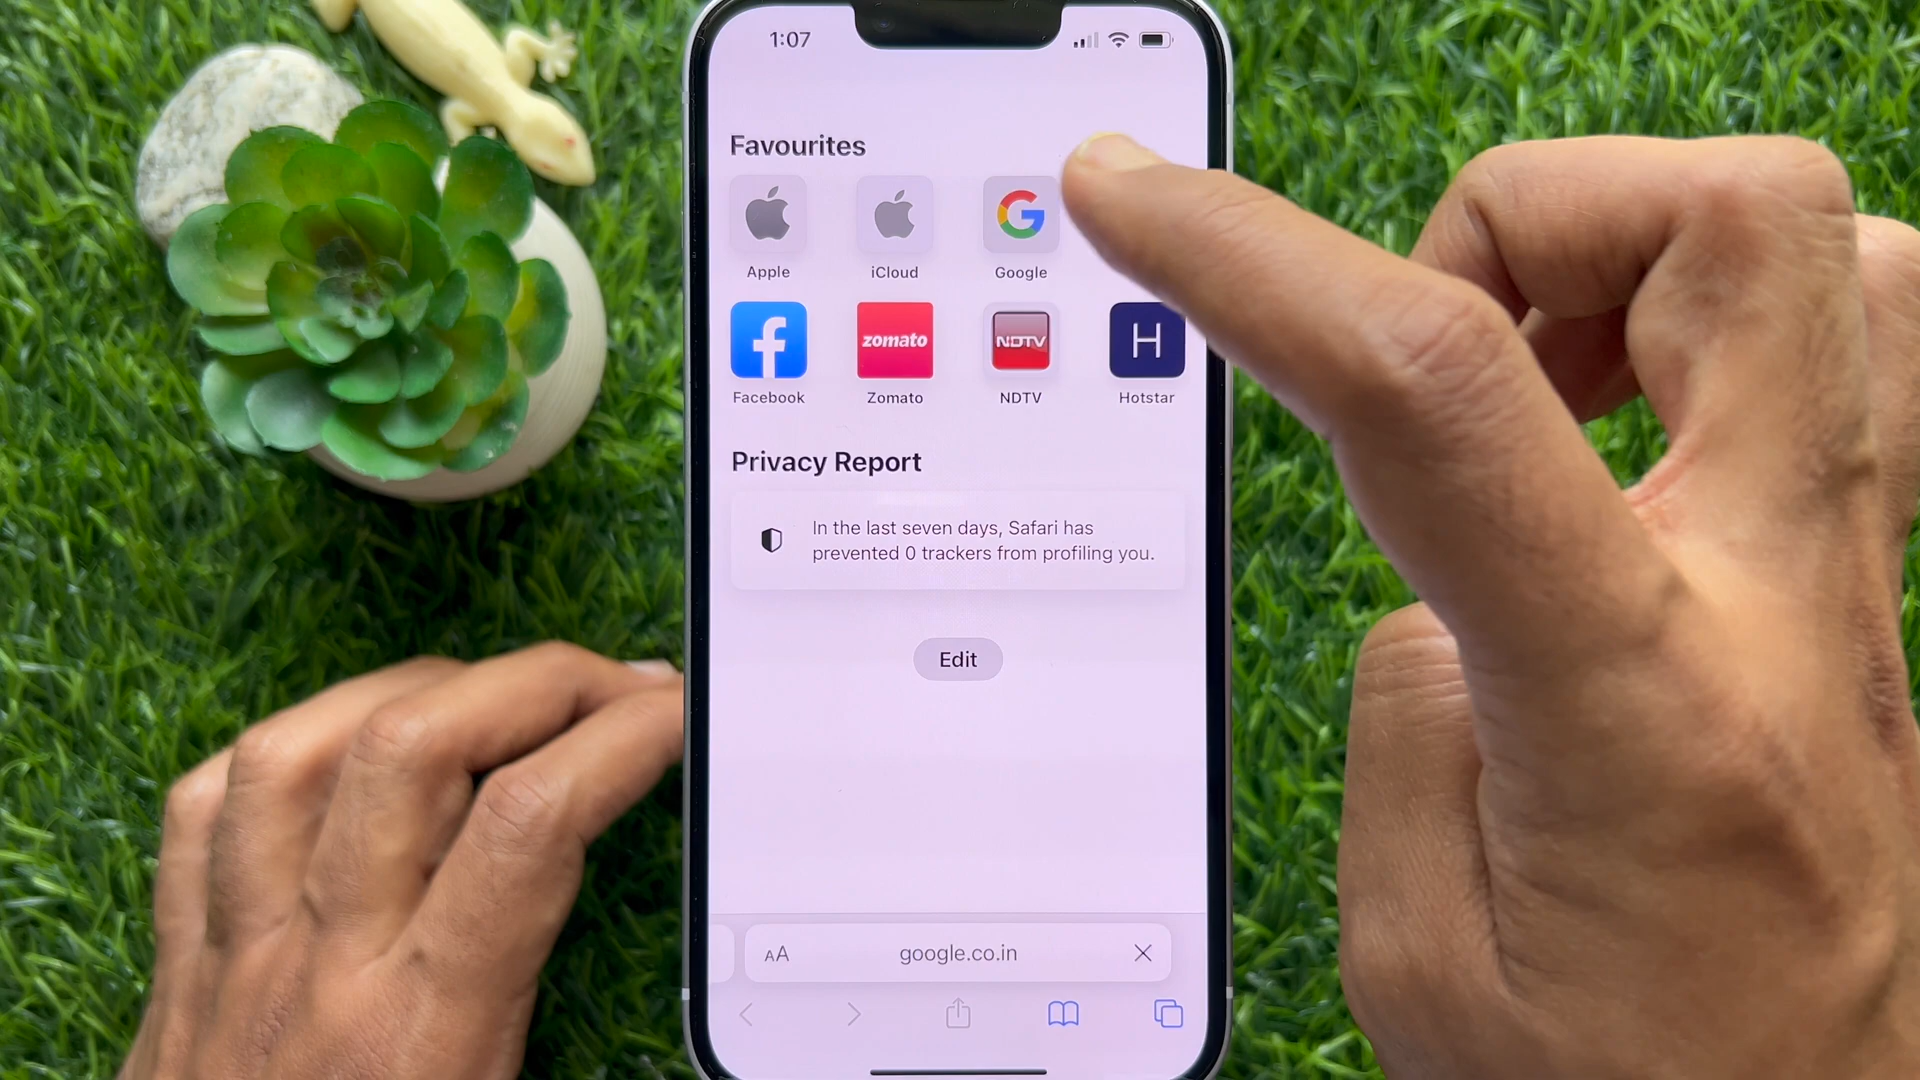 1:07
Favourites
Apple
iCloud
Google
zomato
NDTV
H
Facebook
Zomato
NDTV
Hotstar
Privacy Report
In the last seven days, Safari has
prevented 0 trackers from profiling you.
Edit
AA
google.co.in